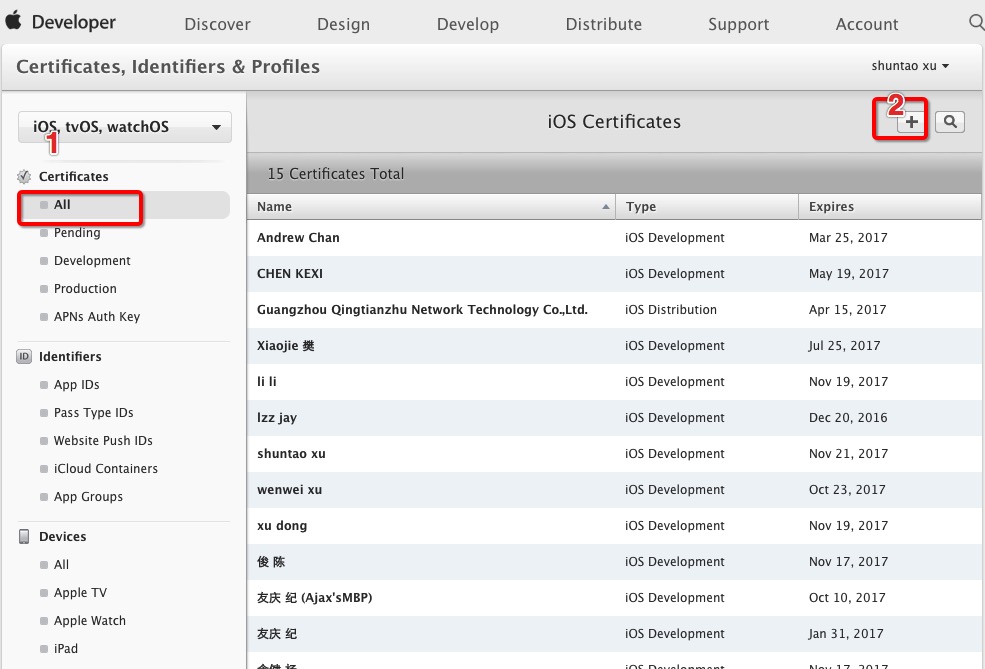 Developer
Discover
Design
Develop
Distribute
Support
Account
Certificates, Identifiers & Profiles
shuntao xu
iOS, tvOS, watchOS
1
Certificates
All
Pending
Development
Production
APNs Auth Key
ID
Identifiers
App IDs
Pass Type IDs
Website Push IDs
iCloud Containers
App Groups
Devices
All
Apple TV
Apple Watch
iPad
iOS Certificates
2
+
15 Certificates Total
Name Type Expires
Andrew Chan iOS Development Mar 25, 2017
CHEN KEXI iOS Development May 19, 2017
Guangzhou Qingtianzhu Network Technology Co.,Ltd. iOS Distribution Apr 15, 2017
Xiaojie 樊 iOS Development Jul 25, 2017
li li iOS Development Nov 19, 2017
lzz jay iOS Development Dec 20, 2016
shuntao xu iOS Development Nov 21, 2017
wenwei xu iOS Development Oct 23, 2017
xu dong iOS Development Nov 19, 2017
俊 陈 iOS Development Nov 17, 2017
友庆 纪 (Ajax'sMBP) iOS Development Oct 10, 2017
友庆 纪 iOS Development Jan 31, 2017
iOS Development Nov 17, 2017